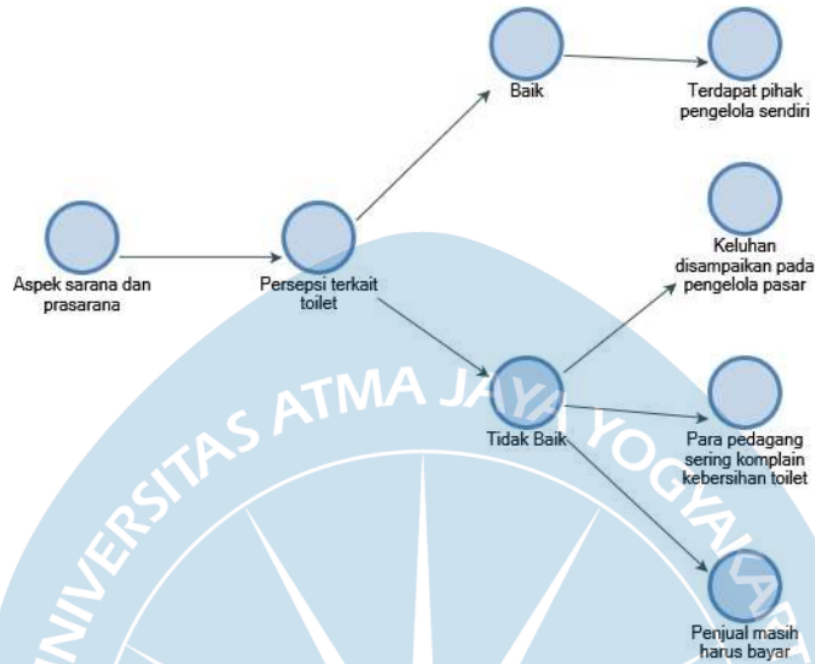 Baik
Terdapat pihak
pengelola sendiri
Aspek sarana dan
prasarana
Persepsi terkait
toilet
Keluhan
disampaikan pada
pengelola pasar
Tidak Baik
Para pedagang
sering komplain
kebersihan toilet
Penjual masih
harus bayar
UNIVERSITAS ATMA JAYA YOGYAKART